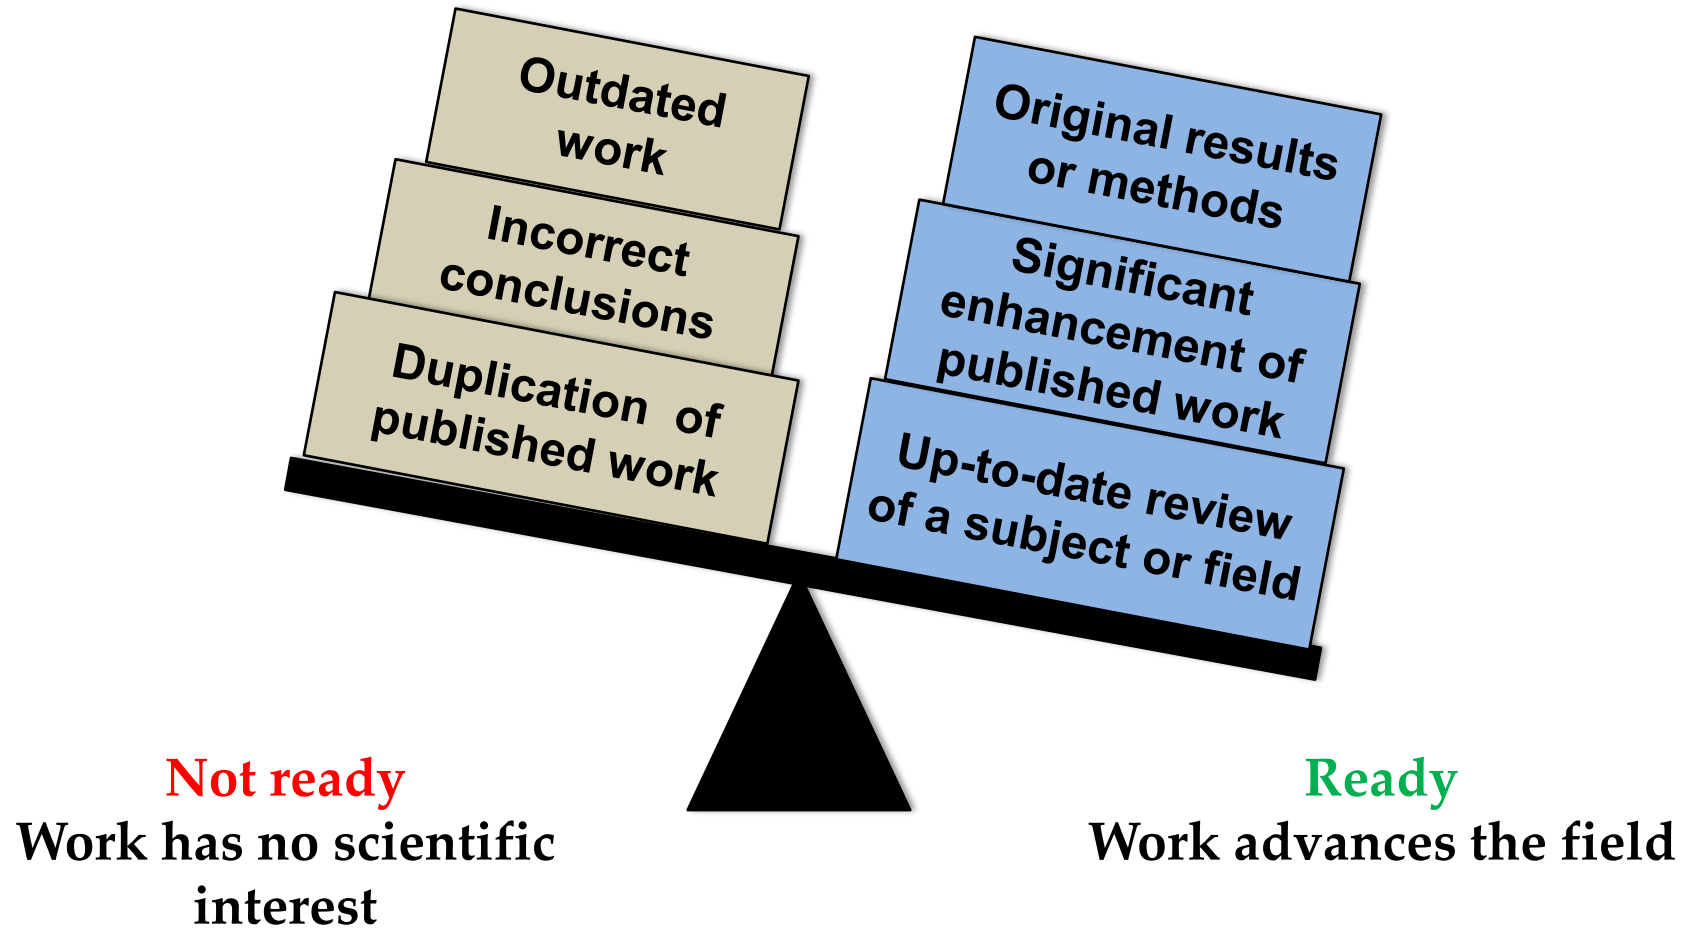 Outdated
work
Incorrect
conclusions
Duplication of
published work
Original results
or methods
Significant
enhancement of
published work
Up-to-date review
of a subject or field
Not ready
Work has no scientific
interest
Ready
Work advances the field